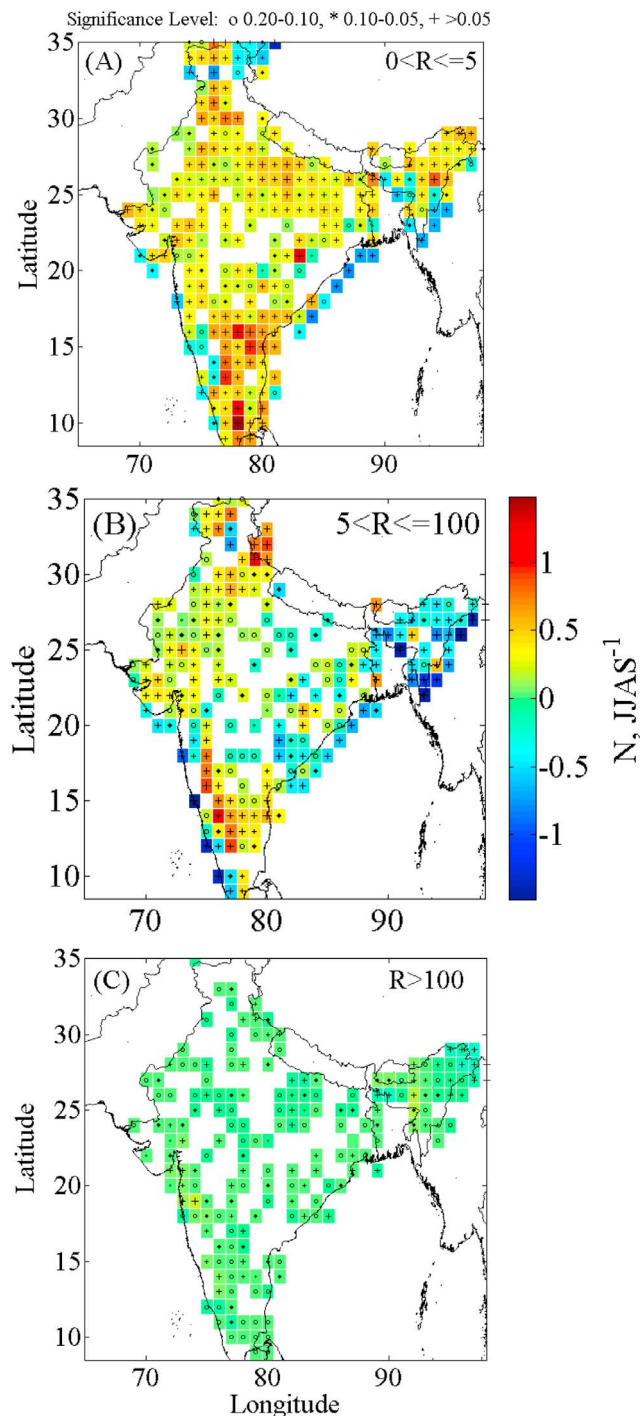 Significance Level: o 0.20-0.10, * 0.10-0.05, + >0.05
35
(A)
0<R<=5
30
25
20
15
10
Latitude
70 80 90
35
(B)
5<R<=100
30
25
20
15
10
Latitude
70 80 90
1
0.5
0
-0.5
-1
N, JJAS⁻¹
35
(C)
R>100
30
25
20
15
10
Latitude
70 80 90
Longitude